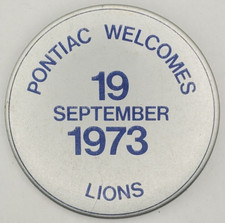 PONTIAC WELCOMES
19
SEPTEMBER
1973
LIONS